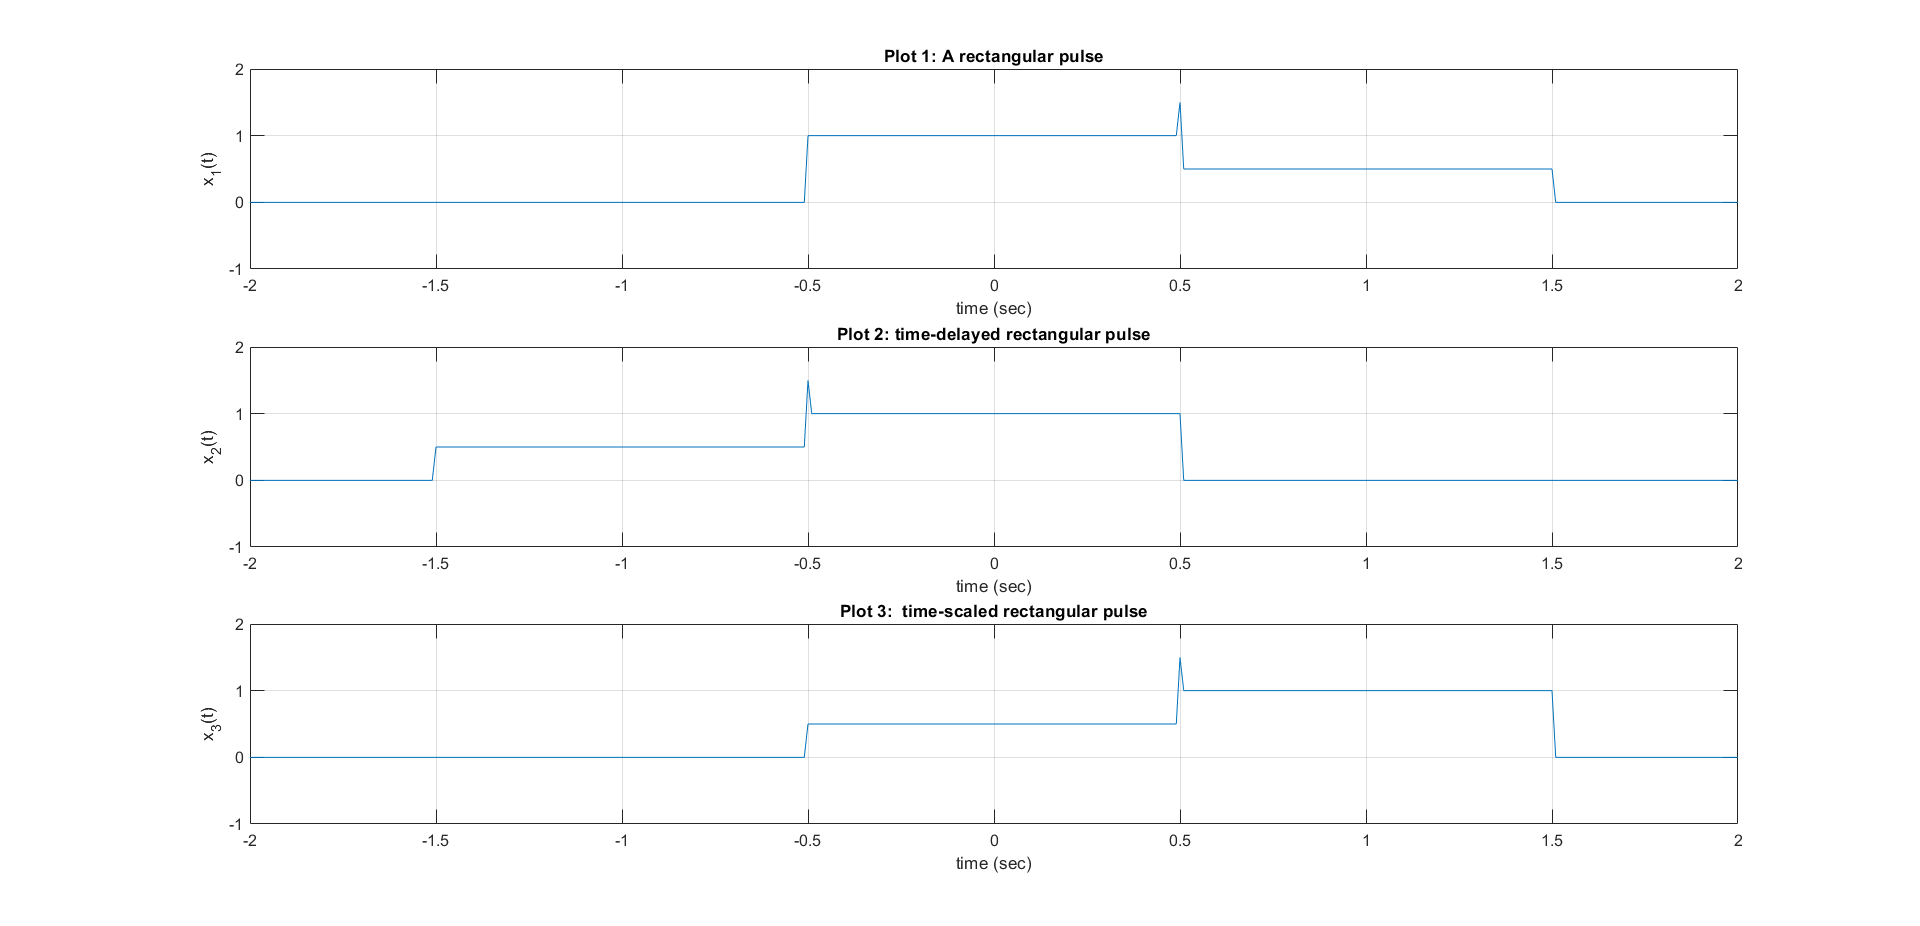 Plot 1: A rectangular pulse
2
1
0
-1
x1(t)
-2 -1.5 -1 -0.5 0 0.5 1 1.5 2
time (sec)
Plot 2: time-delayed rectangular pulse
2
1
0
-1
x2(t)
-2 -1.5 -1 -0.5 0 0.5 1 1.5 2
time (sec)
Plot 3:  time-scaled rectangular pulse
2
1
0
-1
x3(t)
-2 -1.5 -1 -0.5 0 0.5 1 1.5 2
time (sec)